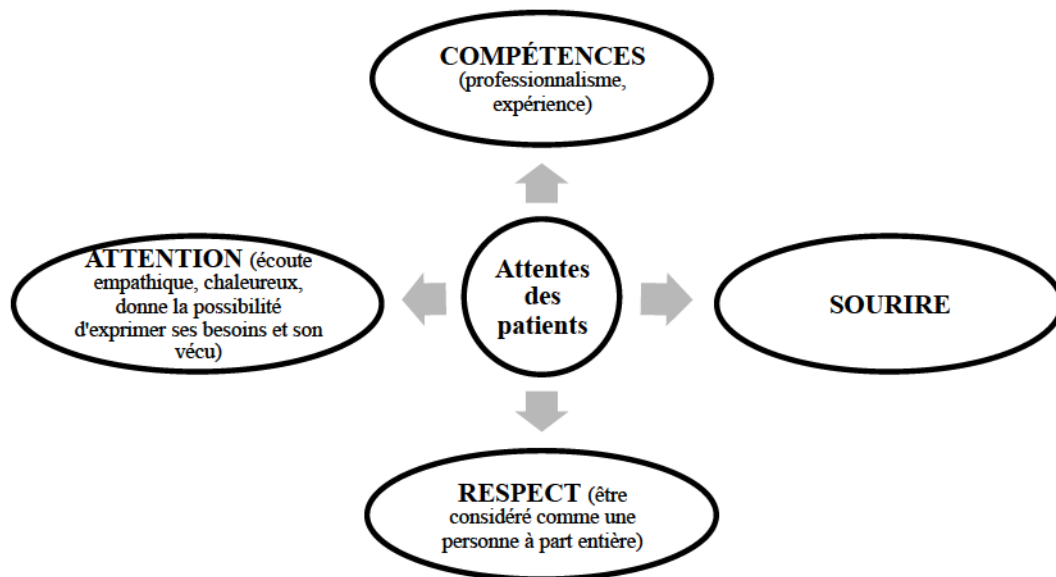 COMPÉTENCES
(professionnalisme,
expérience)
ATTENTION (écoute
empathique, chaleureux,
donne la possibilité
d'exprimer ses besoins et son
vécu)
Attentes
des
patients
SOURIRE
RESPECT (être
considéré comme une
personne à part entière)